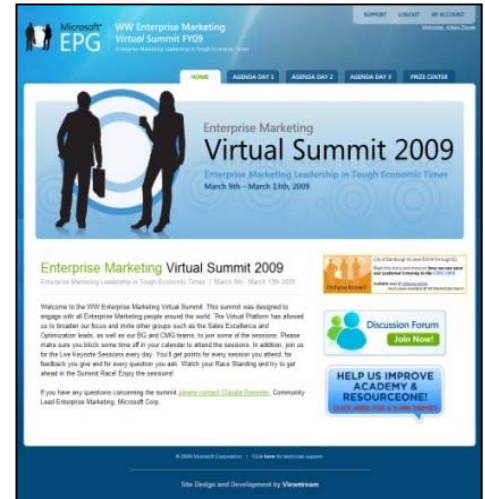 SUPPORT LOGOUT MY ACCOUNT
Microsoft®
EPG
WW Enterprise Marketing
Virtual Summit FY09
Enterprise Marketing Leadership in Tough Economic Times
Welcome, Adam
HOME AGENDA DAY 1 AGENDA DAY 2 AGENDA DAY 3 PRIZE CENTER
Enterprise Marketing
Virtual Summit 2009
Enterprise Marketing Leadership in Tough Economic Times
March 9th - March 13th, 2009
Enterprise Marketing Virtual Summit 2009
Enterprise Marketing Leadership in Tough Economic Times | March 9th - March 13th 2009
Welcome to the WW Enterprise Marketing Virtual Summit. This summit was designed to
engage with all Enterprise Marketing people around the world. The Virtual Platform has allowed
us to broaden our focus and invite other groups such as the Sales Excellence and
Optimization leads, as well as our BG and CMG teams, to join some of the sessions. Please
make sure you block some time off in your calendar to attend the sessions. In addition, join us
for the Live Keynote Sessions every day. You'll get points for every session you attend, for
feedback you give and for every question you ask. Watch your Race Standing and try to get
ahead in the Summit Race! Enjoy the sessions!
If you have any questions concerning the summit please contact Claudia, Community
Lead Enterprise Marketing, Microsoft Corp.
Did you know?
Discussion Forum
Join Now!
HELP US IMPROVE
ACADEMY &
RESOURCEONE!
CLICK HERE FOR A SHORT SURVEY
© 2009 Microsoft Corporation | Click here for technical support
Site Design and Development by Viewstream